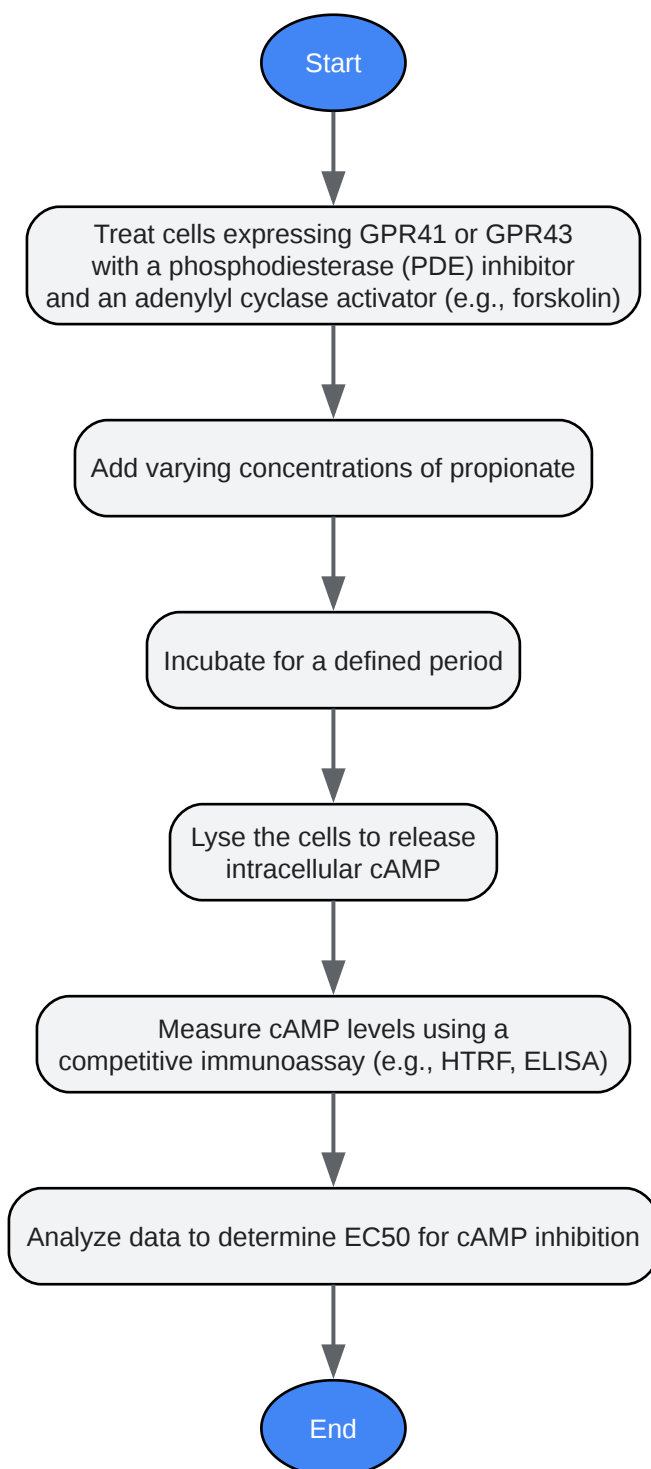 Start
Treat cells expressing GPR41 or GPR43
with a phosphodiesterase (PDE) inhibitor
and an adenylyl cyclase activator (e.g., forskolin)
Add varying concentrations of propionate
Incubate for a defined period
Lyse the cells to release
intracellular cAMP
Measure cAMP levels using a
competitive immunoassay (e.g., HTRF, ELISA)
Analyze data to determine EC50 for cAMP inhibition
End